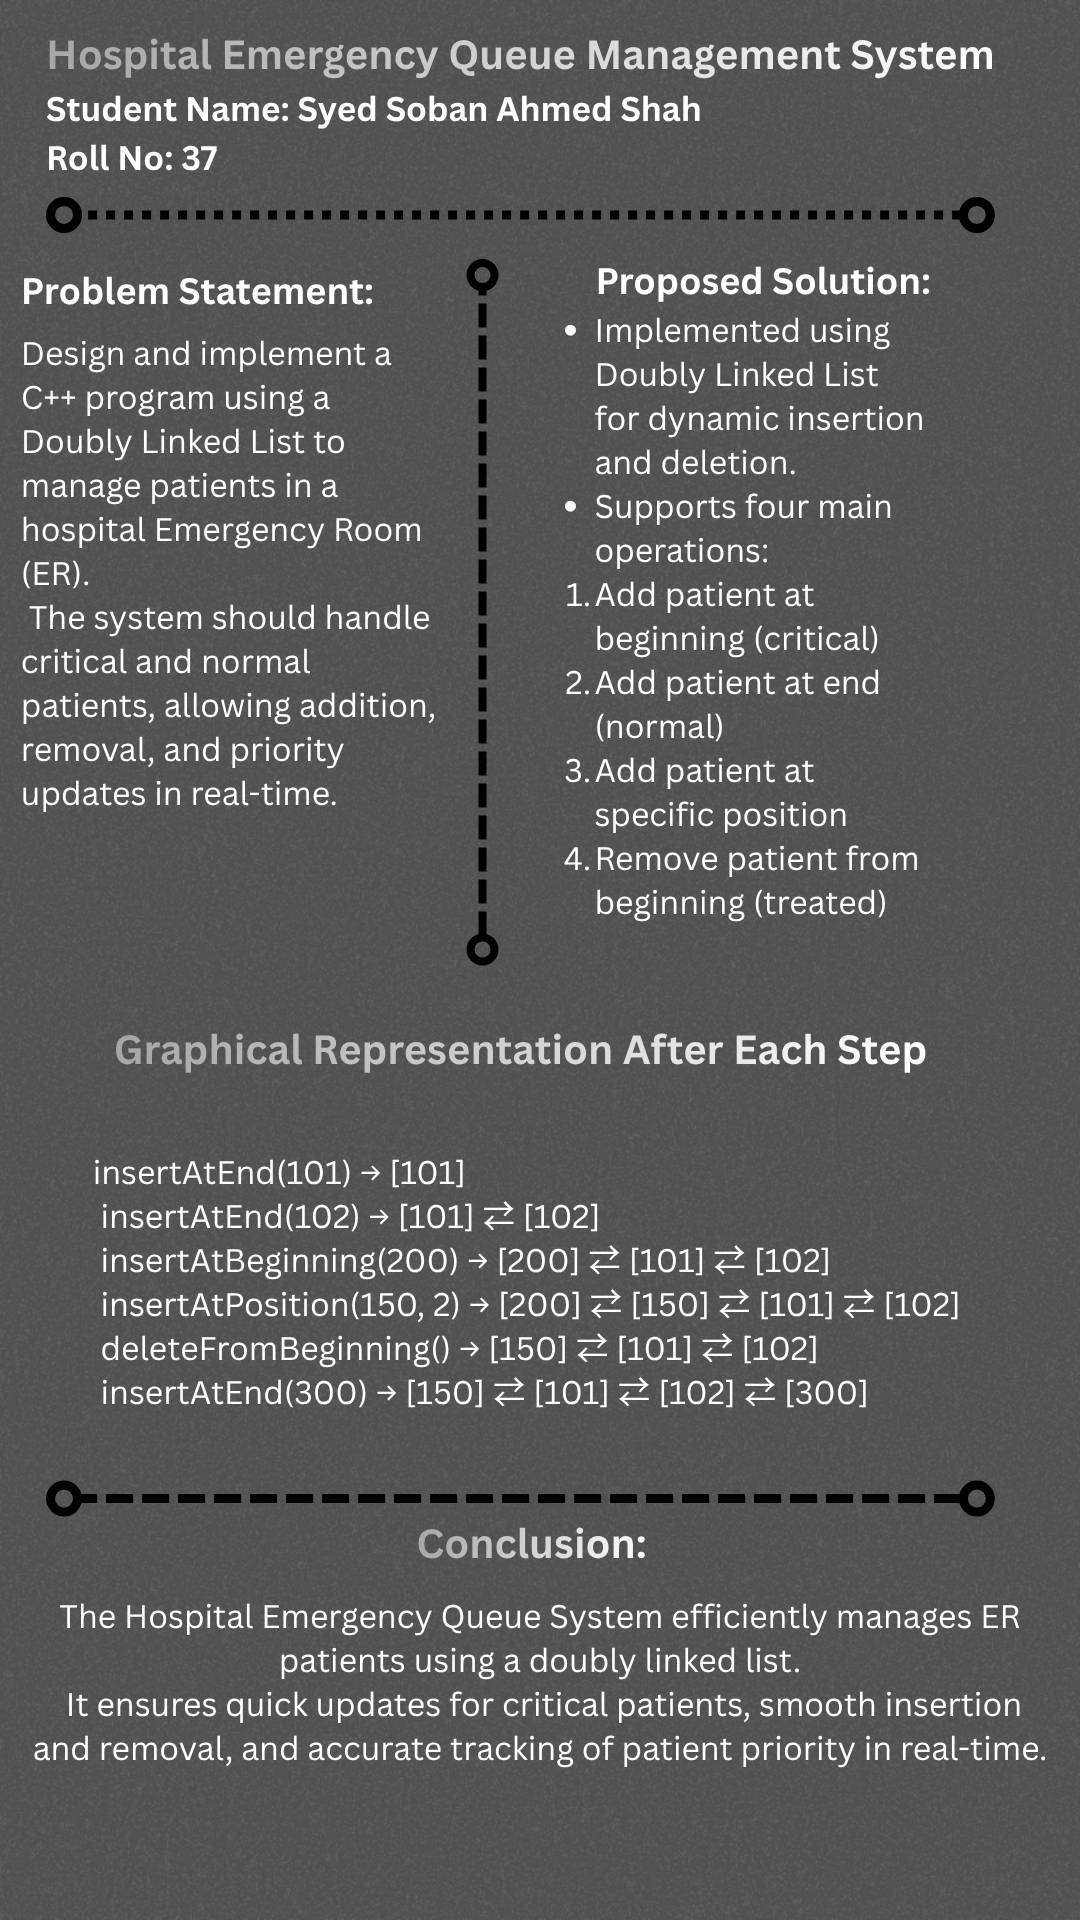 Hospital Emergency Queue Management System
Student Name: Syed Soban Ahmed Shah
Roll No: 37
Problem Statement:
Design and implement a
C++ program using a
Doubly Linked List to
manage patients in a
hospital Emergency Room
(ER).
The system should handle
critical and normal
patients, allowing addition,
removal, and priority
updates in real-time.
Proposed Solution:
• Implemented using
Doubly Linked List
for dynamic insertion
and deletion.
• Supports four main
operations:
1. Add patient at
beginning (critical)
2. Add patient at end
(normal)
3. Add patient at
specific position
4. Remove patient from
beginning (treated)
Graphical Representation After Each Step
insertAtEnd(101) → [101]
insertAtEnd(102) → [101] ⇄ [102]
insertAtBeginning(200) → [200] ⇄ [101] ⇄ [102]
insertAtPosition(150, 2) → [200] ⇄ [150] ⇄ [101] ⇄ [102]
deleteFromBeginning() → [150] ⇄ [101] ⇄ [102]
insertAtEnd(300) → [150] ⇄ [101] ⇄ [102] ⇄ [300]
Conclusion:
The Hospital Emergency Queue System efficiently manages ER
patients using a doubly linked list.
It ensures quick updates for critical patients, smooth insertion
and removal, and accurate tracking of patient priority in real-time.